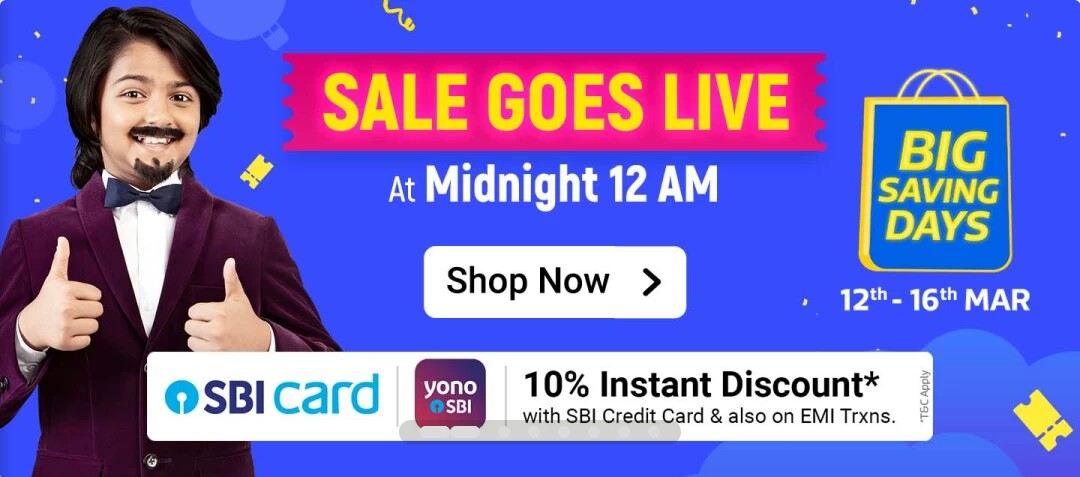 SALE GOES LIVE
At Midnight 12 AM
Shop Now
BIG
SAVING
DAYS
12th - 16th MAR
SBI card
yono
SBI
10% Instant Discount*
with SBI Credit Card & also on EMI Trxns.
*T&C Apply